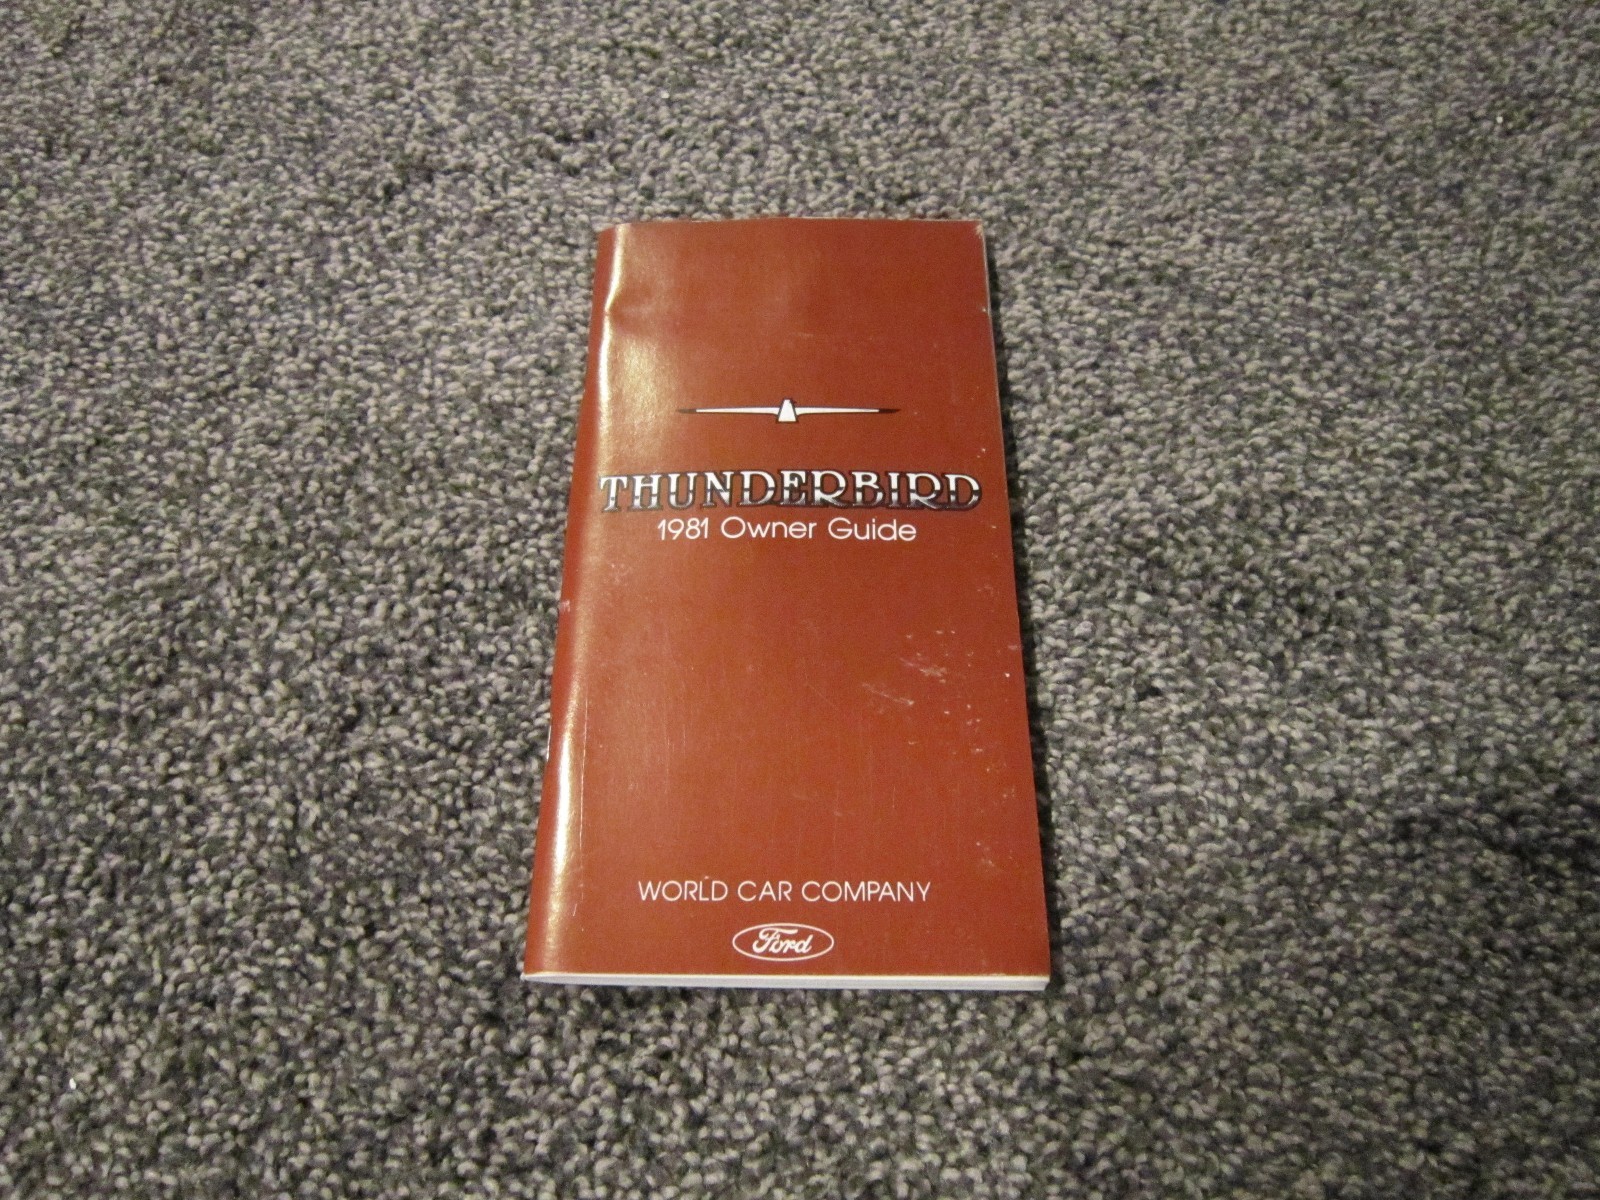 THUNDERBIRD
1981 Owner Guide
WORLD CAR COMPANY
Ford